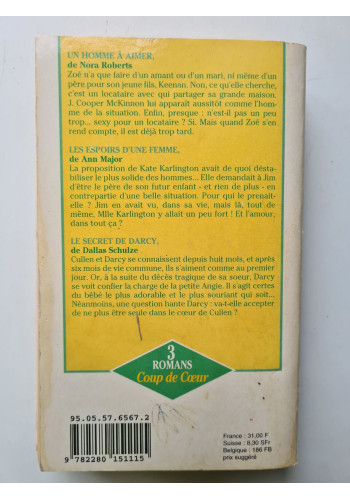 UN HOMME À AIMER,
de Nora Roberts
Zoé n'a que faire d'un amant ou d'un mari, ni même d'un
père pour son jeune fils, Keenan. Non, ce qu'elle cherche,
c'est un locataire avec qui partager sa grande maison.
J. Cooper McKinnon lui apparaît aussitôt comme l'hom-
me de la situation. Enfin, presque : n'est-il pas un peu
trop... sexy pour un locataire ? Si. Mais quand Zoé s'en
rend compte, il est déjà trop tard.
LES ESPOIRS D'UNE FEMME,
de Ann Major
La proposition de Kate Karlington avait de quoi désta-
biliser le plus solide des hommes... Elle demandait à Jim
d'être le père de son futur enfant - et rien de plus - en
contrepartie d'une belle situation. Pour qui le prenait-
elle ? Jim en avait vu, dans sa vie, mais là, tout de
même, Mlle Karlington y allait un peu fort ! Et l'amour,
dans tout ça ?
LE SECRET DE DARCY,
de Dallas Schulze
Cullen et Darcy se connaissent depuis huit mois, et après
six mois de vie commune, ils s'aiment comme au premier
jour. Or, à la suite du décès tragique de sa soeur, Darcy
se voit confier la charge de la petite Angie. Il s'agit certes
du bébé le plus adorable et le plus souriant qui soit...
Néanmoins, une question hante Darcy : va-t-elle accepter
de ne plus être seule dans le cœur de Cullen ?
3
ROMANS
Coup de Cœur
95.05.57.6567.2
9 782280 151115
France : 31,00 F
Suisse : 8,30 SFr
Belgique : 186 FB
prix suggéré